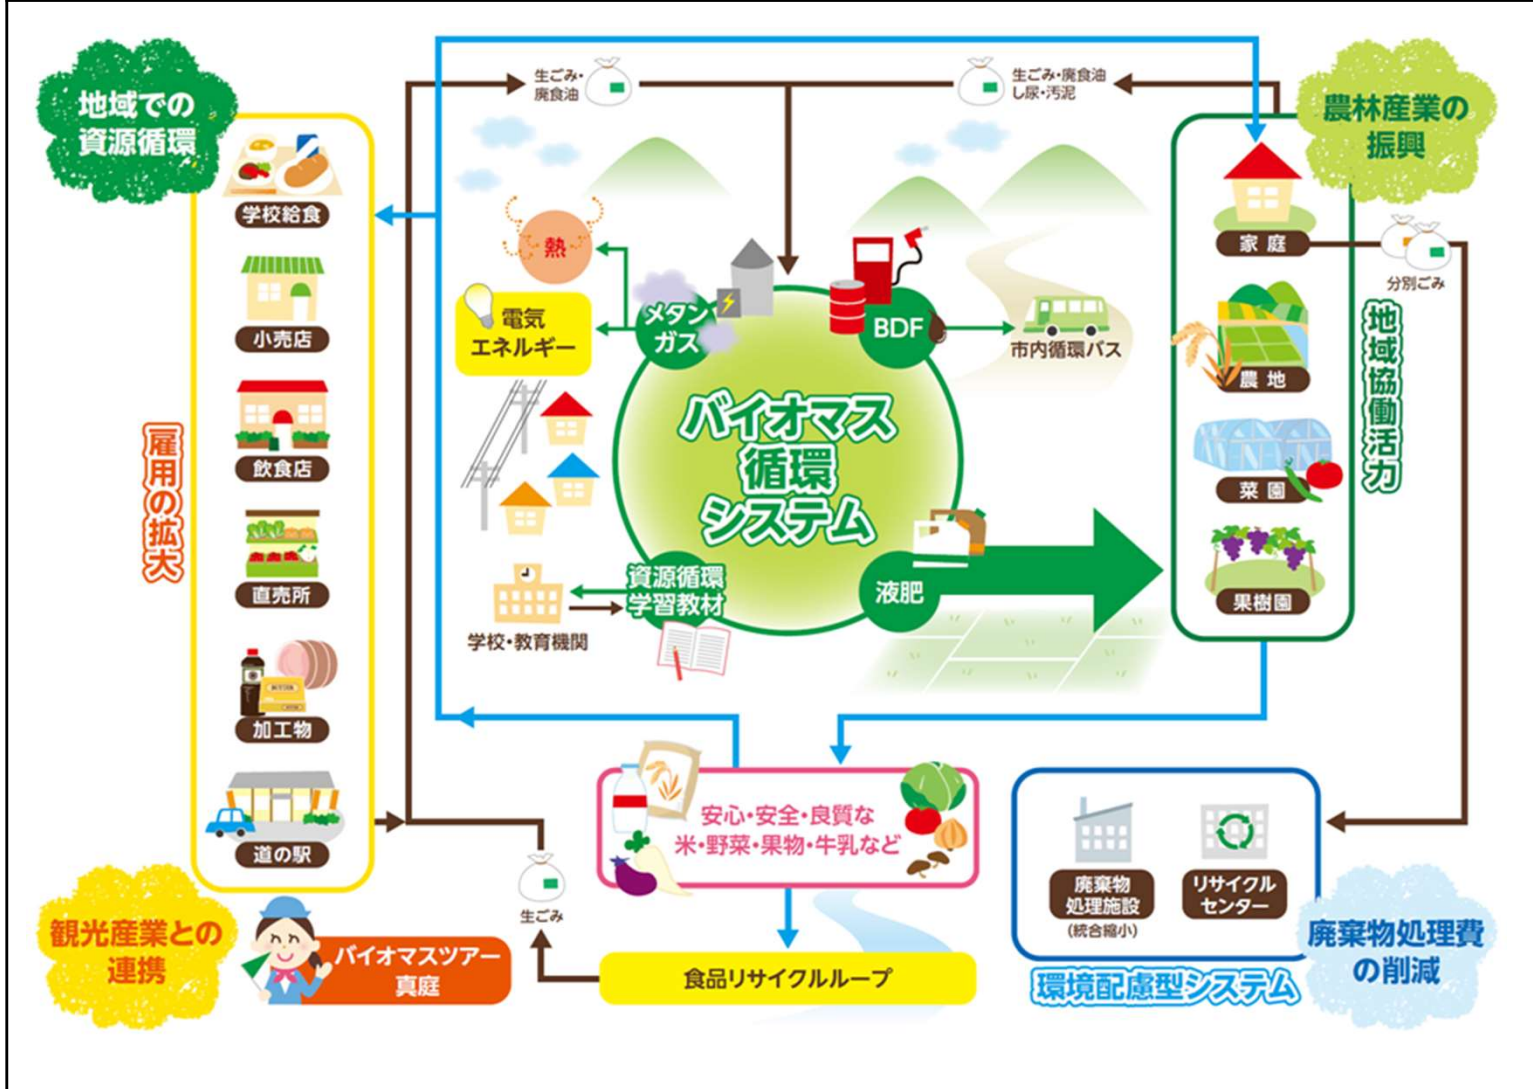 地域での
資源循環
学校給食
小売店
飲食店
直売所
加工物
道の駅
雇用の拡大
観光産業との
連携
バイオマスツアー
真庭
生ごみ・
廃食油
生ごみ・廃食油
し尿・汚泥
熱
電気
エネルギー
メタン
ガス
BDF
市内循環バス
バイオマス
循環
システム
資源循環
学習教材
学校・教育機関
液肥
農林産業の
振興
家庭
農地
菜園
果樹園
分別ごみ
地域協働活力
安心・安全・良質な
米・野菜・果物・牛乳など
生ごみ
食品リサイクルループ
廃棄物
処理施設
(統合縮小)
リサイクル
センター
環境配慮型システム
廃棄物処理費
の削減